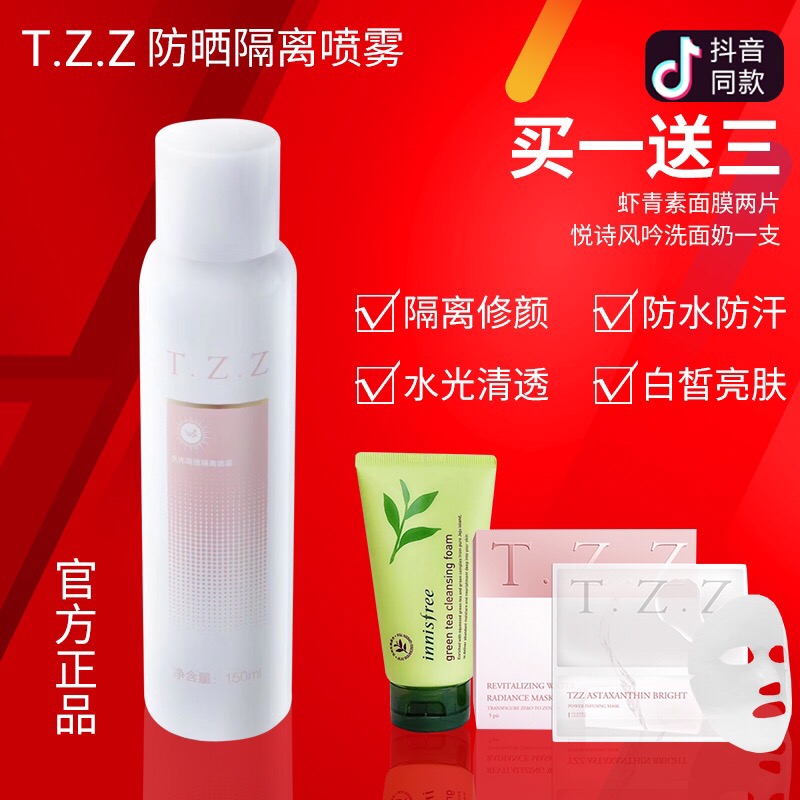 T.Z.Z 防晒隔离喷雾
抖音
同款
买一送三
虾青素面膜两片
悦诗风吟洗面奶一支
隔离修颜
防水防汗
水光清透
白皙亮肤
官方正品
T.Z.Z
净含量：150ml
innisfree
green tea cleansing foam
T.Z.Z
REVITALIZING
RADIANCE MASK
T.Z.Z
TZZ ASTAXANTHIN BRIGHT
POWER INFUSING MASK